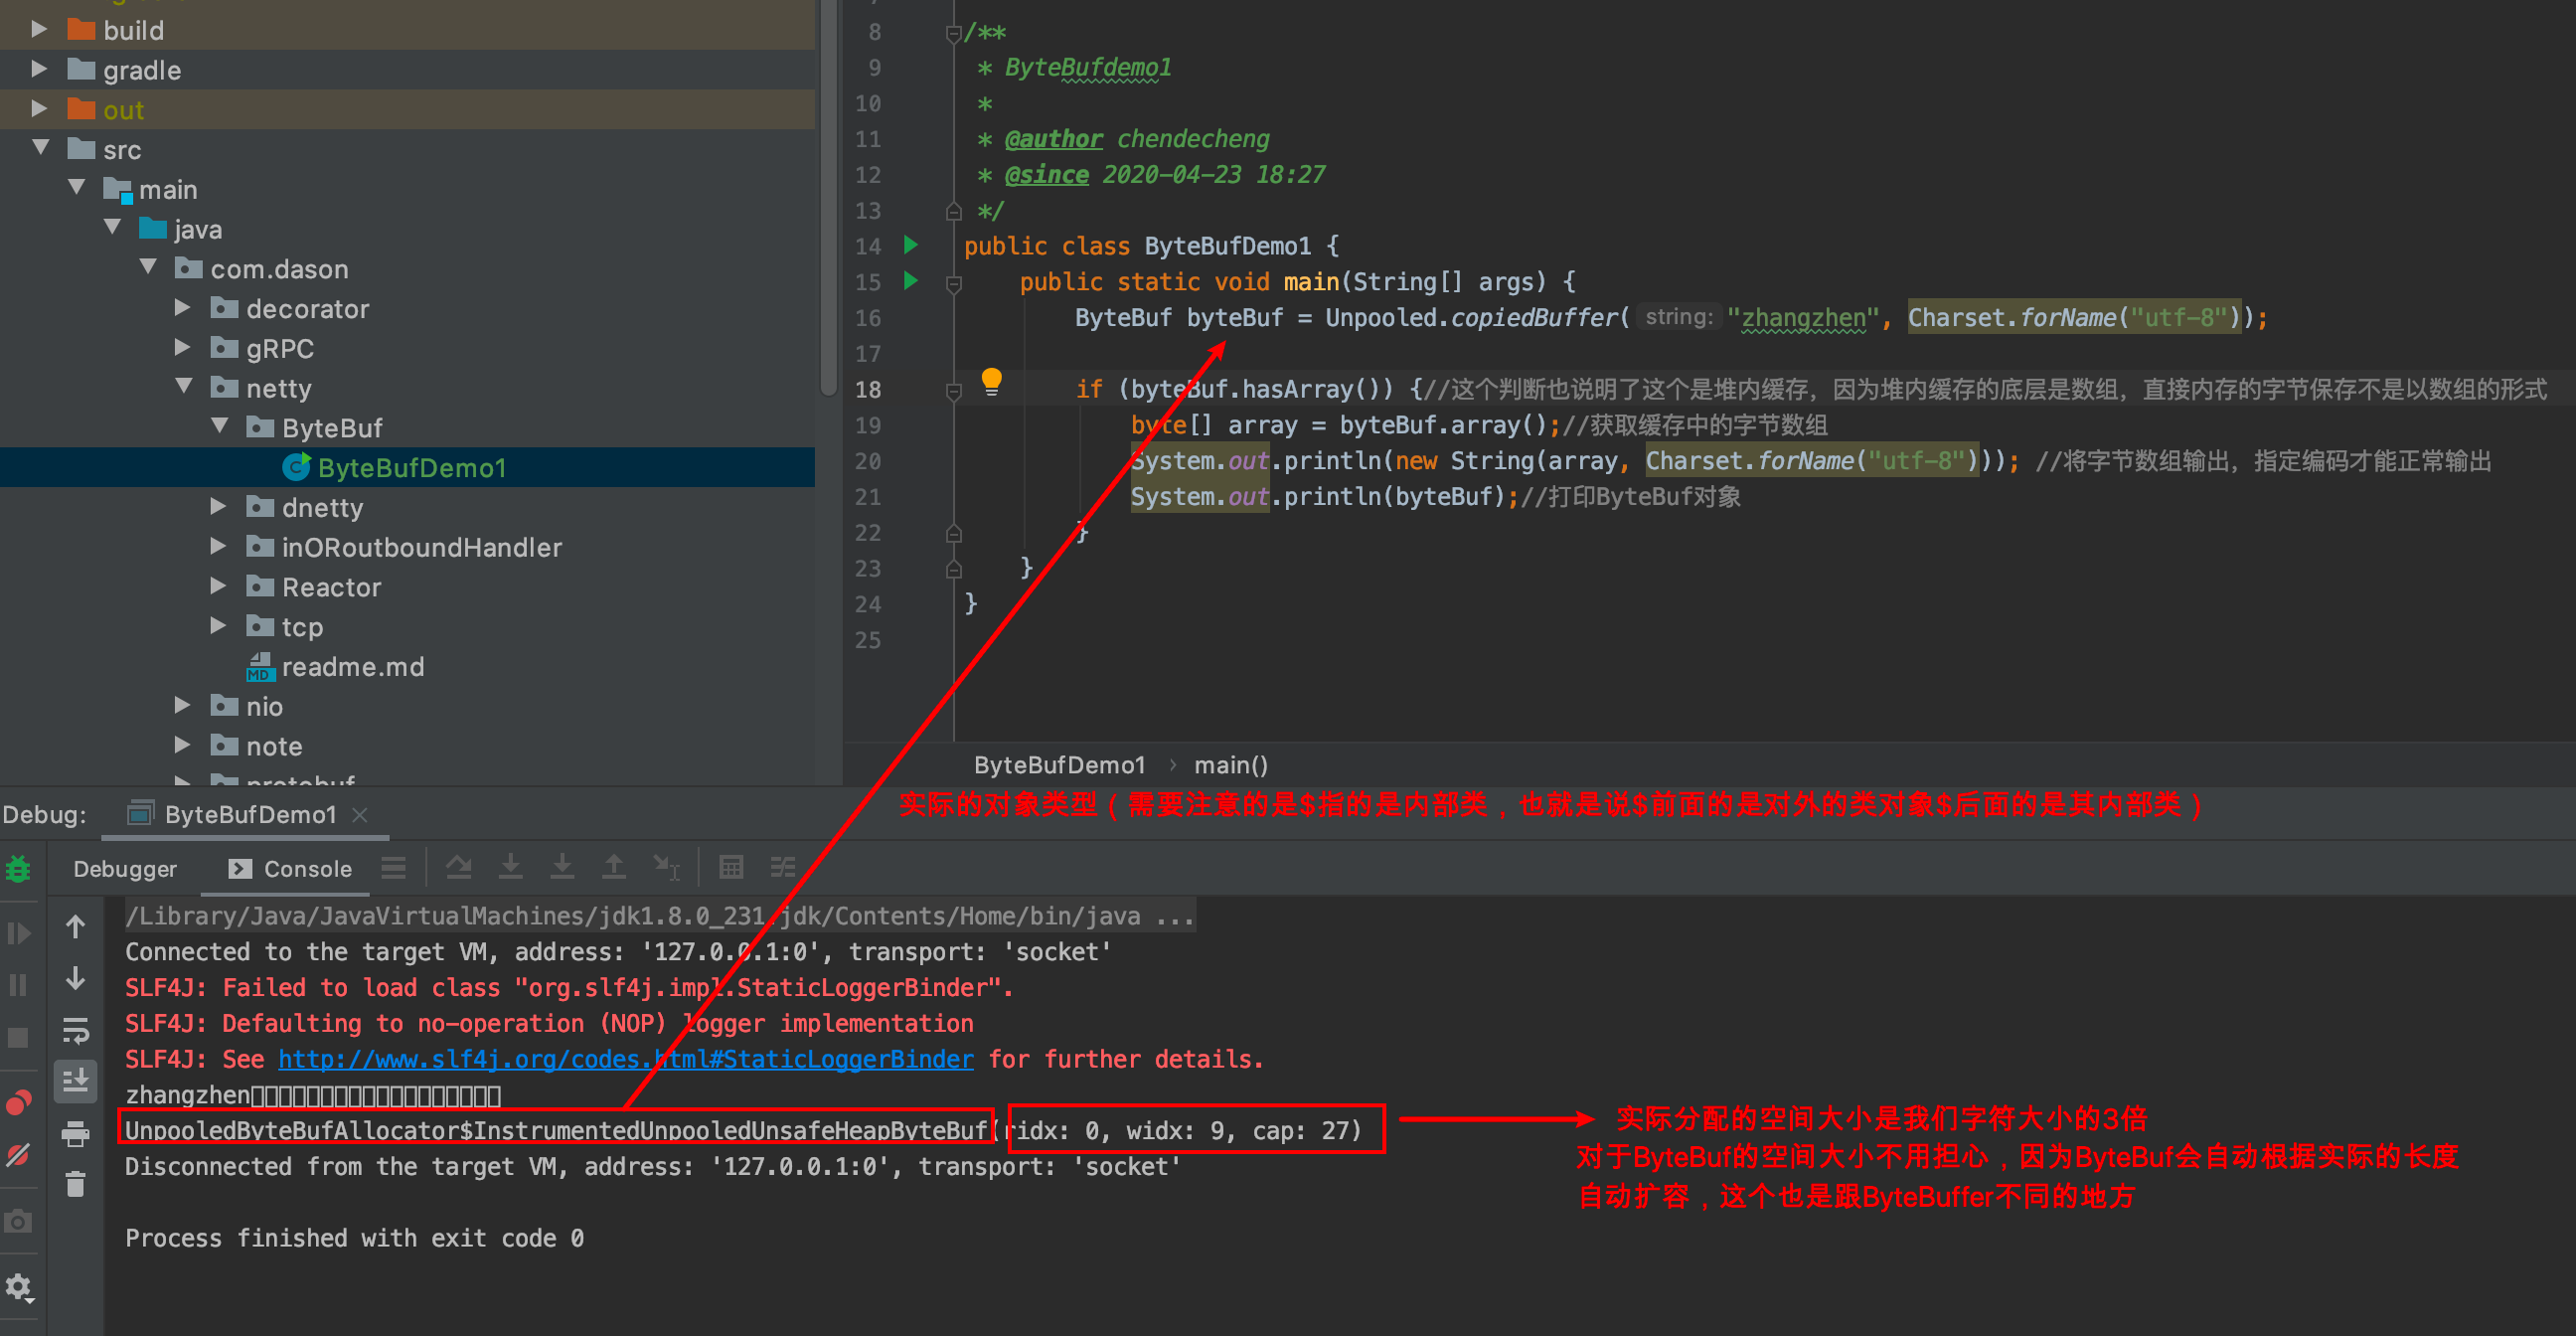 build
gradle
out
src
main
java
com.dason
decorator
gRPC
netty
ByteBuf
ByteBufDemo1
dnetty
inORoutboundHandler
Reactor
tcp
MD readme.md
nio
note
protobuf
8 /**
9 * ByteBufdemo1
10 *
11 * @author chendecheng
12 * @since 2020-04-23 18:27
13 */
14 public class ByteBufDemo1 {
15 public static void main(String[] args) {
16 ByteBuf byteBuf = Unpooled.copiedBuffer( string: "zhangzhen", Charset.forName("utf-8"));
17
18 if (byteBuf.hasArray()) {//这个判断也说明了这个是堆内缓存，因为堆内缓存的底层是数组，直接内存的字节保存不是以数组的形式
19 byte[] array = byteBuf.array();//获取缓存中的字节数组
20 System.out.println(new String(array, Charset.forName("utf-8"))); //将字节数组输出，指定编码才能正常输出
21 System.out.println(byteBuf);//打印ByteBuf对象
22 }
23 }
24 }
25
ByteBufDemo1 › main()
实际的对象类型（需要注意的是$指的是内部类，也就是说$前面的是对外的类对象$后面的是其内部类）
Debug: ByteBufDemo1
Debugger Console
/Library/Java/JavaVirtualMachines/jdk1.8.0_231.jdk/Contents/Home/bin/java ...
Connected to the target VM, address: '127.0.0.1:0', transport: 'socket'
SLF4J: Failed to load class "org.slf4j.impl.StaticLoggerBinder".
SLF4J: Defaulting to no-operation (NOP) logger implementation
SLF4J: See http://www.slf4j.org/codes.html#StaticLoggerBinder for further details.
zhangzhen
UnpooledByteBufAllocator$InstrumentedUnpooledUnsafeHeapByteBuf(ridx: 0, widx: 9, cap: 27)
Disconnected from the target VM, address: '127.0.0.1:0', transport: 'socket'
Process finished with exit code 0
实际分配的空间大小是我们字符大小的3倍
对于ByteBuf的空间大小不用担心，因为ByteBuf会自动根据实际的长度
自动扩容，这个也是跟ByteBuffer不同的地方